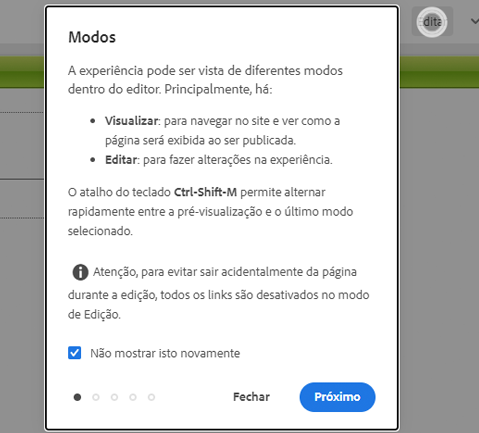 Edita
Modos
A experiência pode ser vista de diferentes modos
dentro do editor. Principalmente, há:
• Visualizar: para navegar no site e ver como a
página será exibida ao ser publicada.
• Editar: para fazer alterações na experiência.
O atalho do teclado Ctrl-Shift-M permite alternar
rapidamente entre a pré-visualização e o último modo
selecionado.
Atenção, para evitar sair acidentalmente da página
durante a edição, todos os links são desativados no modo
de Edição.
Não mostrar isto novamente
Fechar
Próximo